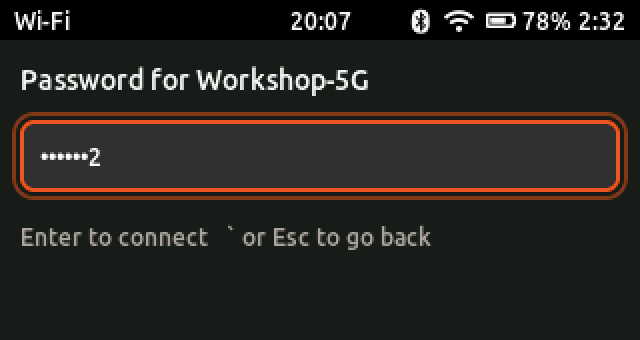 Wi-Fi 20:07 78% 2:32
Password for Workshop-5G
••••••2
Enter to connect ` or Esc to go back